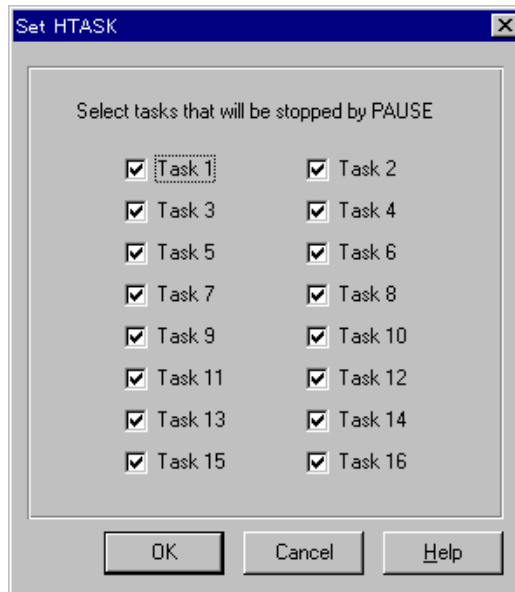 Set HTASK
Select tasks that will be stopped by PAUSE
Task 1 Task 2
Task 3 Task 4
Task 5 Task 6
Task 7 Task 8
Task 9 Task 10
Task 11 Task 12
Task 13 Task 14
Task 15 Task 16
OK Cancel Help